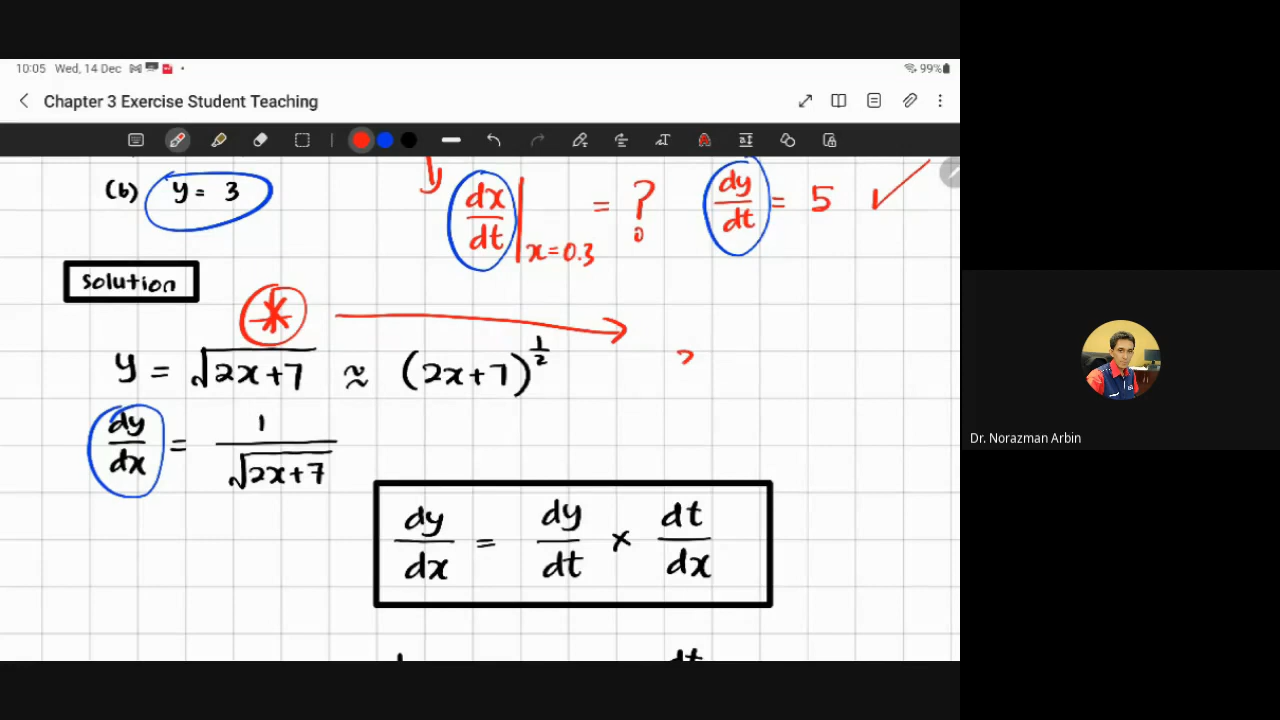 10:05 Wed, 14 Dec 99%
Chapter 3 Exercise Student Teaching
(b) y = 3
y
dx/dt | x=0.3 = ? dy/dt = 5 ✓
Solution
*
y = √2x+7 ≈ (2x+7)^1/2
dy/dx = 1/√2x+7
dy/dx = dy/dt × dt/dx
dt
Dr. Norazman Arbin